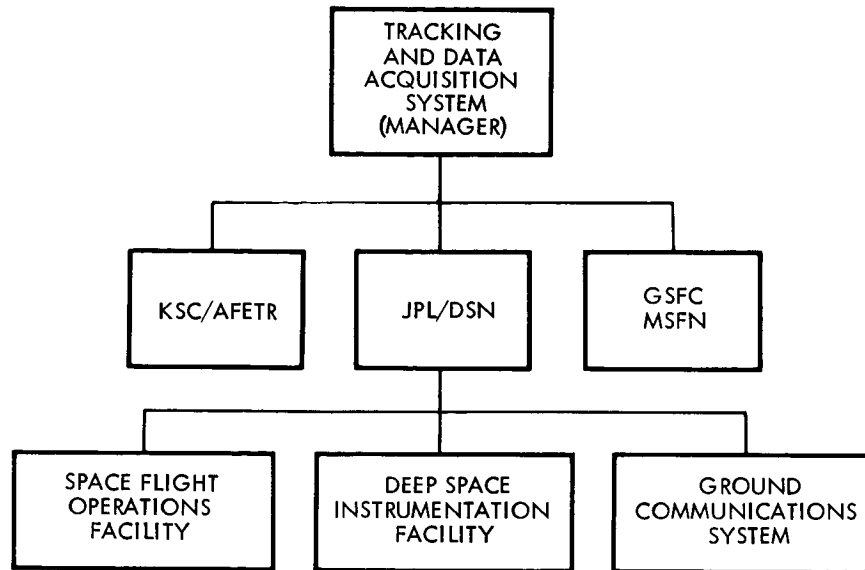 TRACKING
AND DATA
ACQUISITION
SYSTEM
(MANAGER)
KSC/AFETR
JPL/DSN
GSFC
MSFN
SPACE FLIGHT
OPERATIONS
FACILITY
DEEP SPACE
INSTRUMENTATION
FACILITY
GROUND
COMMUNICATIONS
SYSTEM